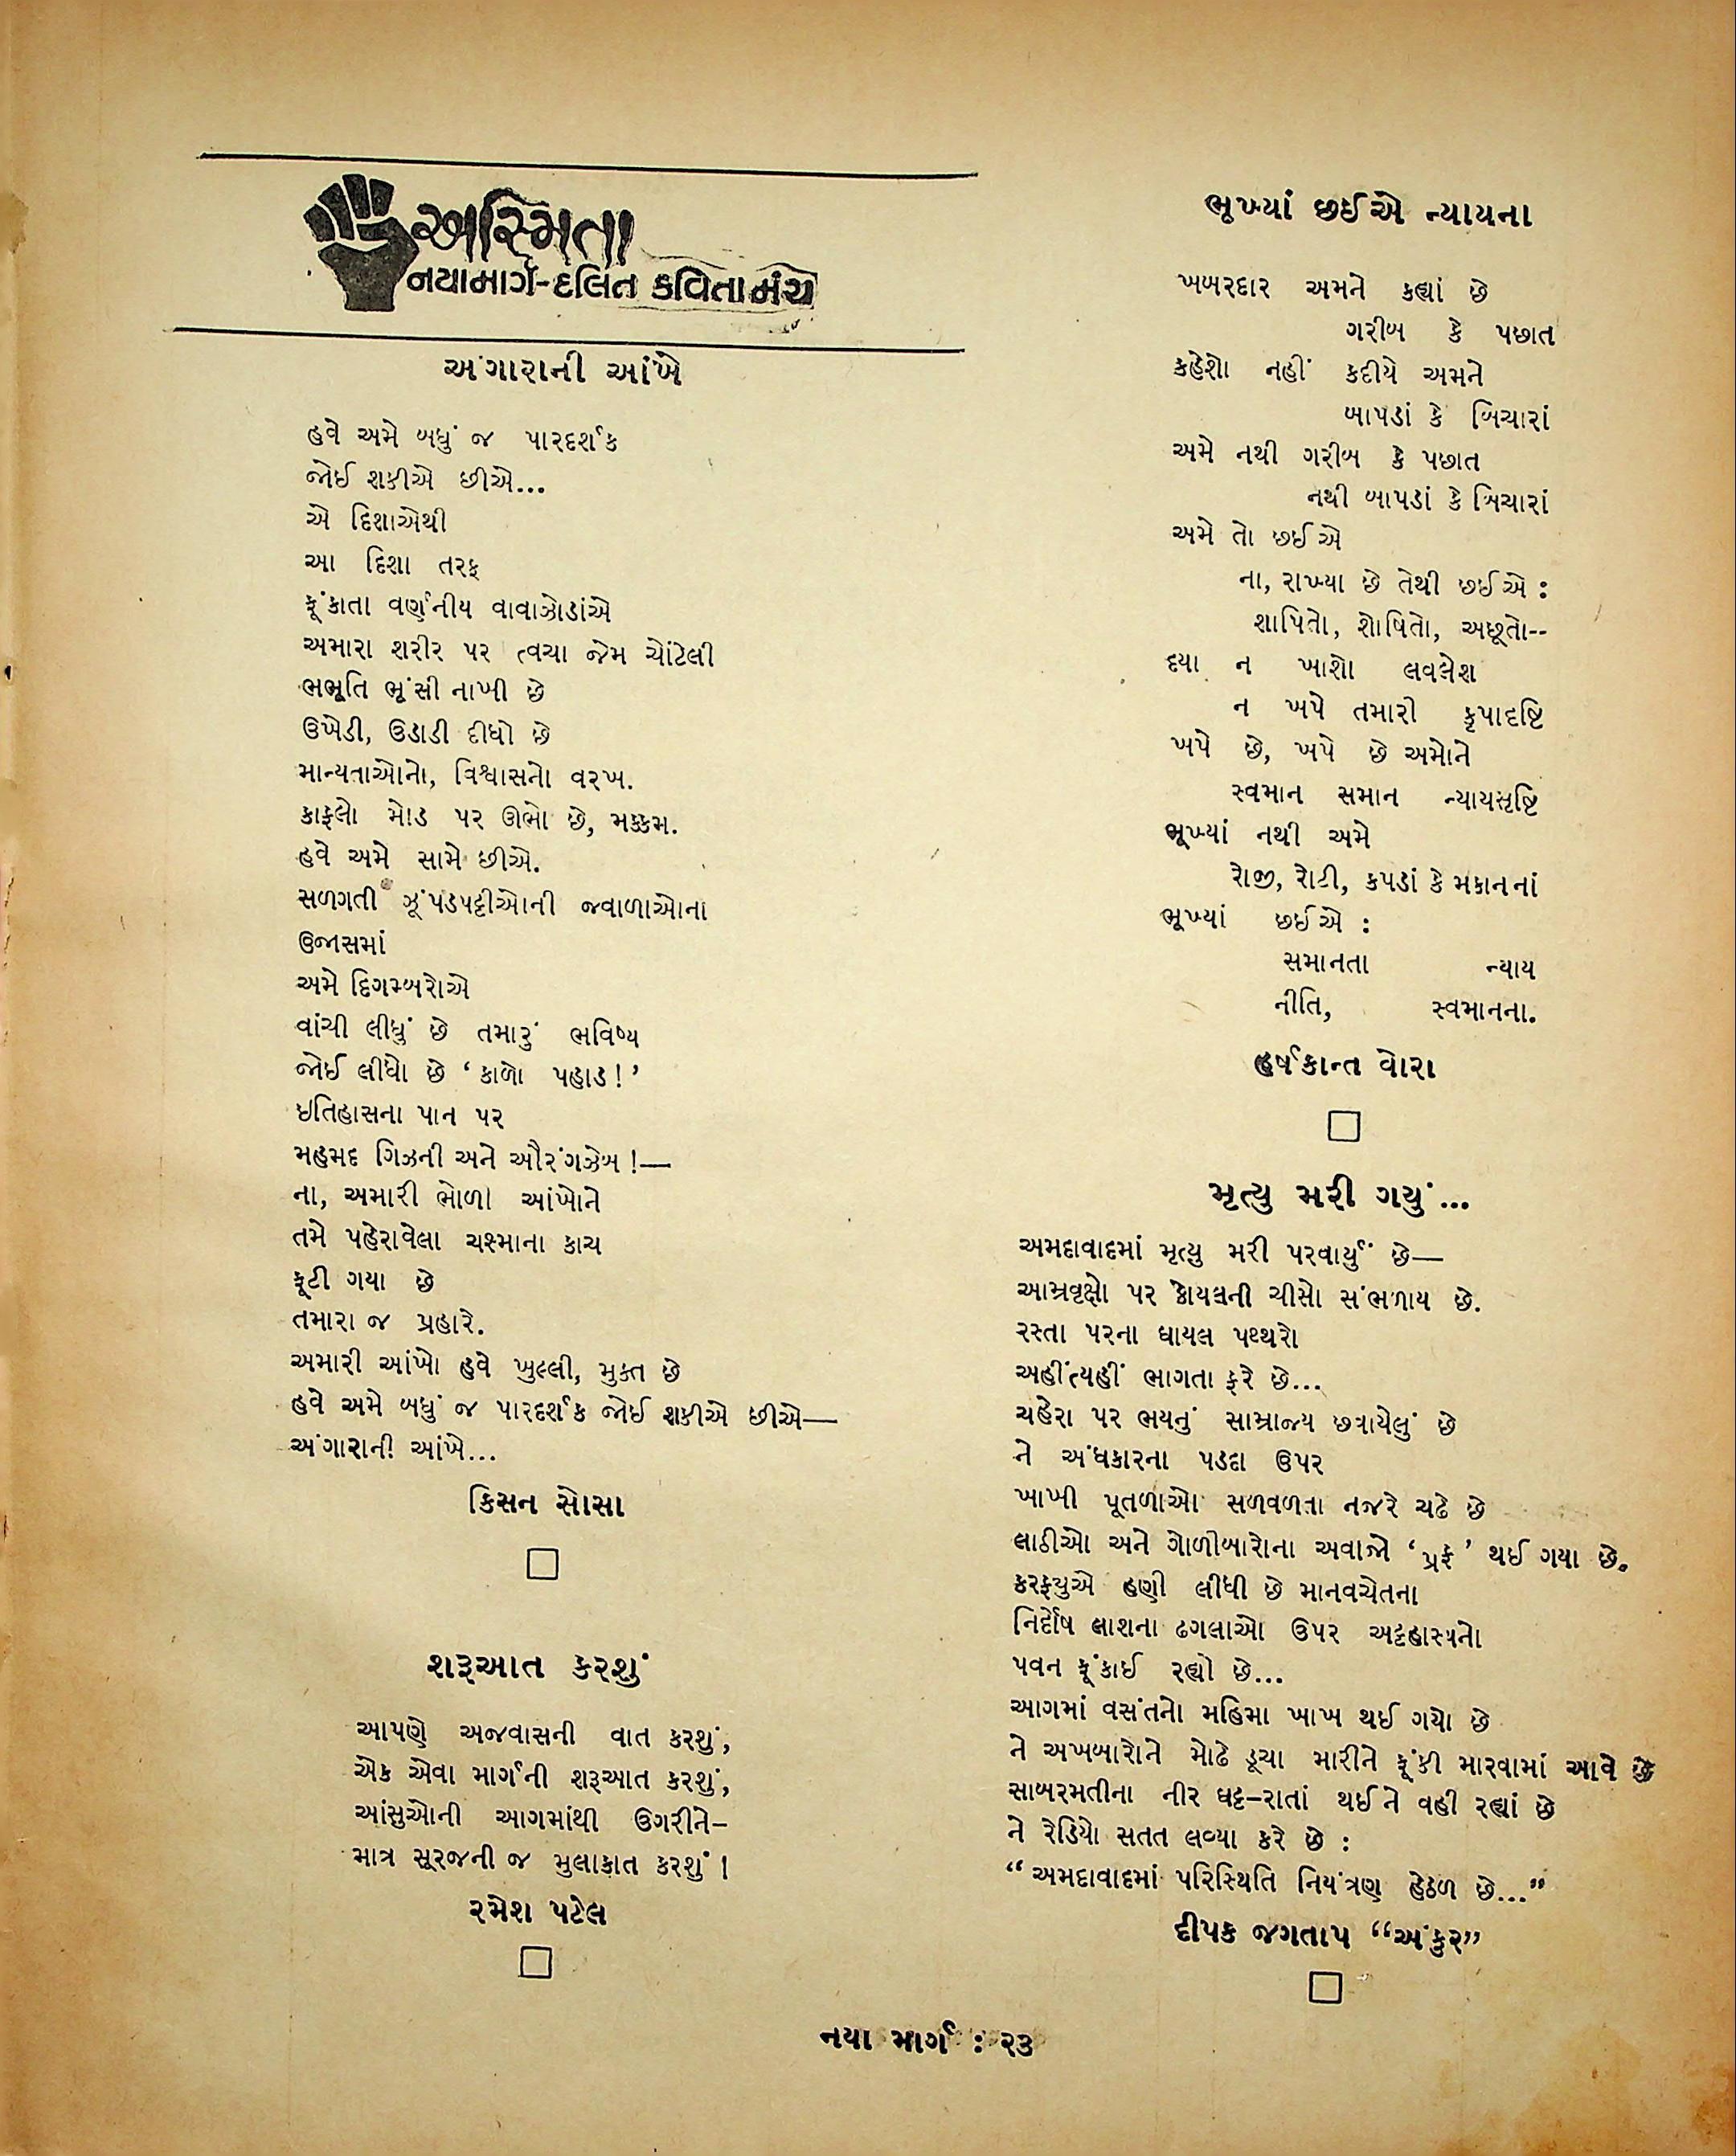 અસ્મિતા
નયામાર્ગ-દલિત કવિતા મંચ
અંગારાની આંખે
હવે અમે બધું જ પારદર્શક
જોઈ શકીએ છીએ...
એ દિશાએથી
આ દિશા તરફ
ફૂંકાતા વર્ણનીય વાવાઝોડાંએ
અમારા શરીર પર ત્વચા જેમ ચોંટેલી
ભભૂતિ ભૂંસી નાખી છે
ઉખેડી, ઉડાડી દીધો છે
માન્યતાઓનો, વિશ્વાસનો વરખ.
કાફલો મોડ પર ઊભો છે, મક્કમ.
હવે અમે સામે છીએ.
સળગતી ઝૂંપડપટ્ટીઓની જ્વાળાઓના
ઉજાસમાં
અમે દિગમ્બરોએ
વાંચી લીધું છે તમારું ભવિષ્ય
જોઈ લીધો છે ‘કાળો પહાડ!’
ઇતિહાસના પાન પર
મહમદ ગિઝની અને ઔરંગઝેબ !—
ના, અમારી ભોળી આંખોને
તમે પહેરાવેલા ચશ્માના કાચ
ફૂટી ગયા છે
તમારા જ પ્રહારે.
અમારી આંખો હવે ખુલ્લી, મુક્ત છે
હવે અમે બધું જ પારદર્શક જોઈ શકીએ છીએ—
અંગારાની આંખે...
કિસન સોસા
શરૂઆત કરશું
આપણે અજવાસની વાત કરશું,
એક એવા માર્ગની શરૂઆત કરશું,
આંસુઓની આગમાંથી ઉગરીને–
માત્ર સૂરજની જ મુલાકાત કરશું !
રમેશ પટેલ
ભૂખ્યાં છઈએ ન્યાયના
ખબરદાર અમને કહ્યાં છે
ગરીબ કે પછાત
કહેશો નહીં કદીયે અમને
બાપડાં કે બિચારાં
અમે નથી ગરીબ કે પછાત
નથી બાપડાં કે બિચારાં
અમે તો છઈએ
ના, રાખ્યા છે તેથી છઈએ :
શાપિતો, શોષિતો, અછૂતો--
દયા ન ખાશો લવલેશ
ન ખપે તમારી કૃપાદષ્ટિ
ખપે છે, ખપે છે અમોને
સ્વમાન સમાન ન્યાયસૃષ્ટિ
ભૂખ્યાં નથી અમે
રોજી, રોટી, કપડાં કે મકાનનાં
ભૂખ્યાં છઈએ :
સમાનતા ન્યાય
નીતિ, સ્વમાનના.
હર્ષકાન્ત વોરા
મૃત્યુ મરી ગયું...
અમદાવાદમાં મૃત્યુ મરી પરવાર્યું છે—
આમ્રવૃક્ષો પર કોયલની ચીસો સંભળાય છે.
રસ્તા પરના ઘાયલ પથ્થરો
અહીંત્યહીં ભાગતા ફરે છે...
ચહેરા પર ભયનું સામ્રાજ્ય છત્રાયેલું છે
ને અંધકારના પડદા ઉપર
ખાખી પૂતળાઓ સળવળતા નજરે ચઢે છે
લાઠીઓ અને ગોળીબારોના અવાજો ‘પ્રૂફ’ થઈ ગયા છે.
કરફ્યુએ હણી લીધી છે માનવચેતના
નિર્દોષ લાશના ઢગલાઓ ઉપર અટ્ટહાસ્યનો
પવન ફૂંકાઈ રહ્યો છે...
આગમાં વસંતનો મહિમા ખાખ થઈ ગયો છે
ને અખબારોને મોઢે ડૂચા મારીને ફૂંકી મારવામાં આવે છે
સાબરમતીના નીર ઘટ્ટ–રાતાં થઈને વહી રહ્યાં છે
ને રેડિયો સતત લવ્યા કરે છે :
“અમદાવાદમાં પરિસ્થિતિ નિયંત્રણ હેઠળ છે...”
દીપક જગતાપ “અંકુર”
નયા માર્ગ : ૨૩